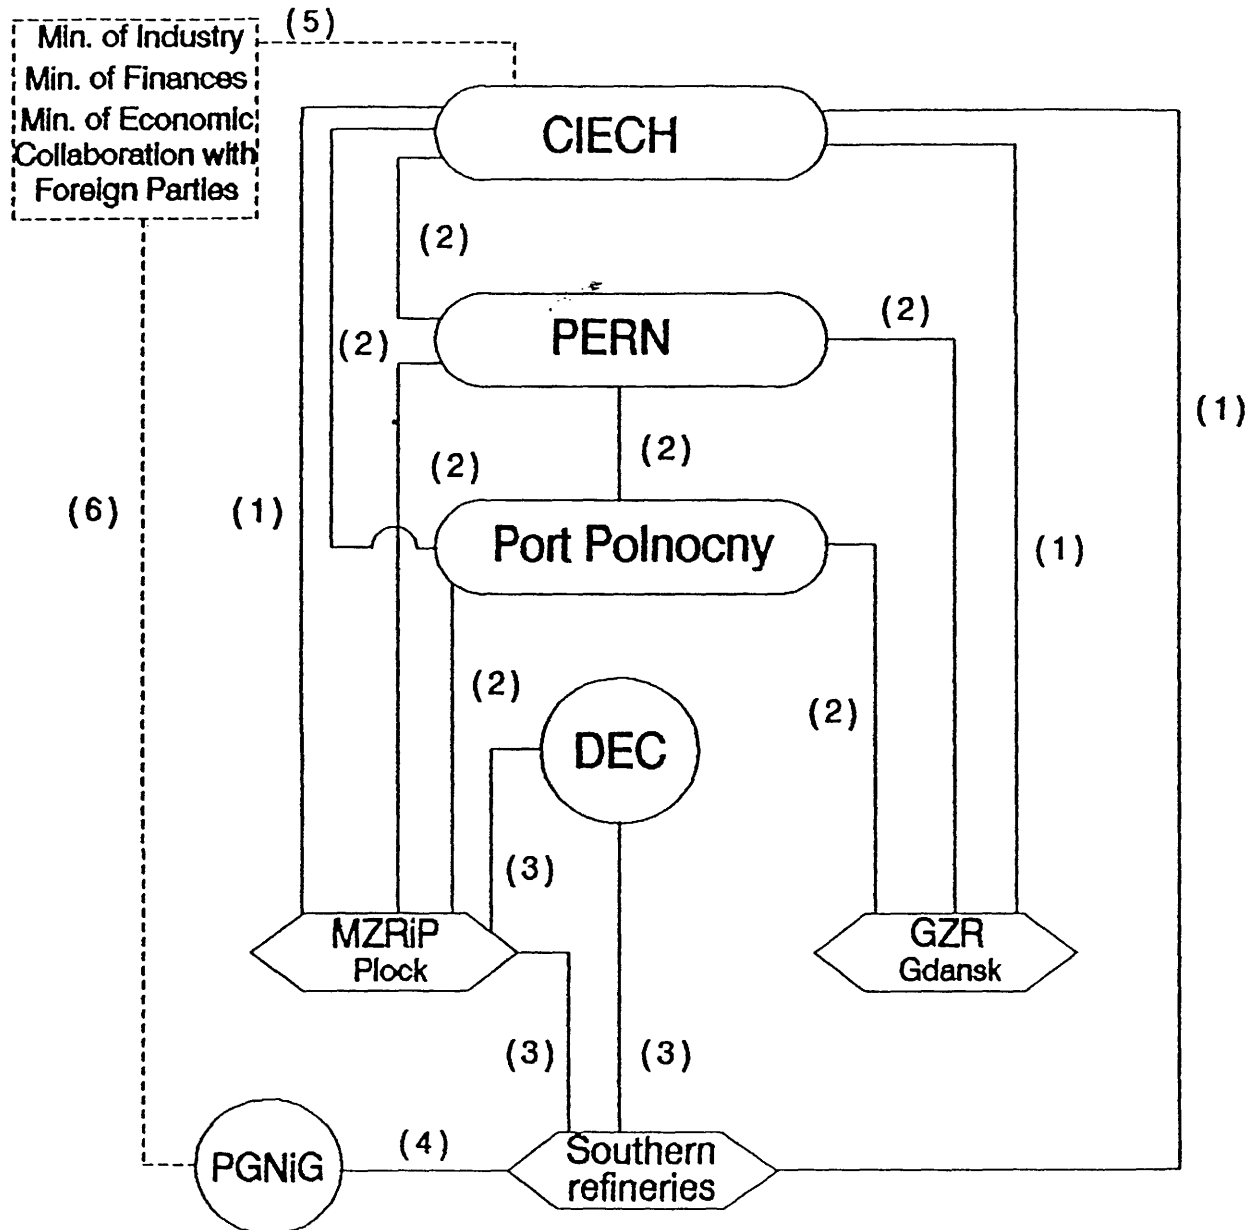 (5)
Min. of Industry
Min. of Finances
Min. of Economic
Collaboration with
Foreign Parties
CIECH
(2)
PERN
(2)
(2)
(1)
(2)
(2)
(6)
(1)
Port Polnocny
(1)
(2)
(2)
DEC
(3)
MZRiP
Plock
GZR
Gdansk
(3)
(3)
(4)
PGNiG
Southern
refineries